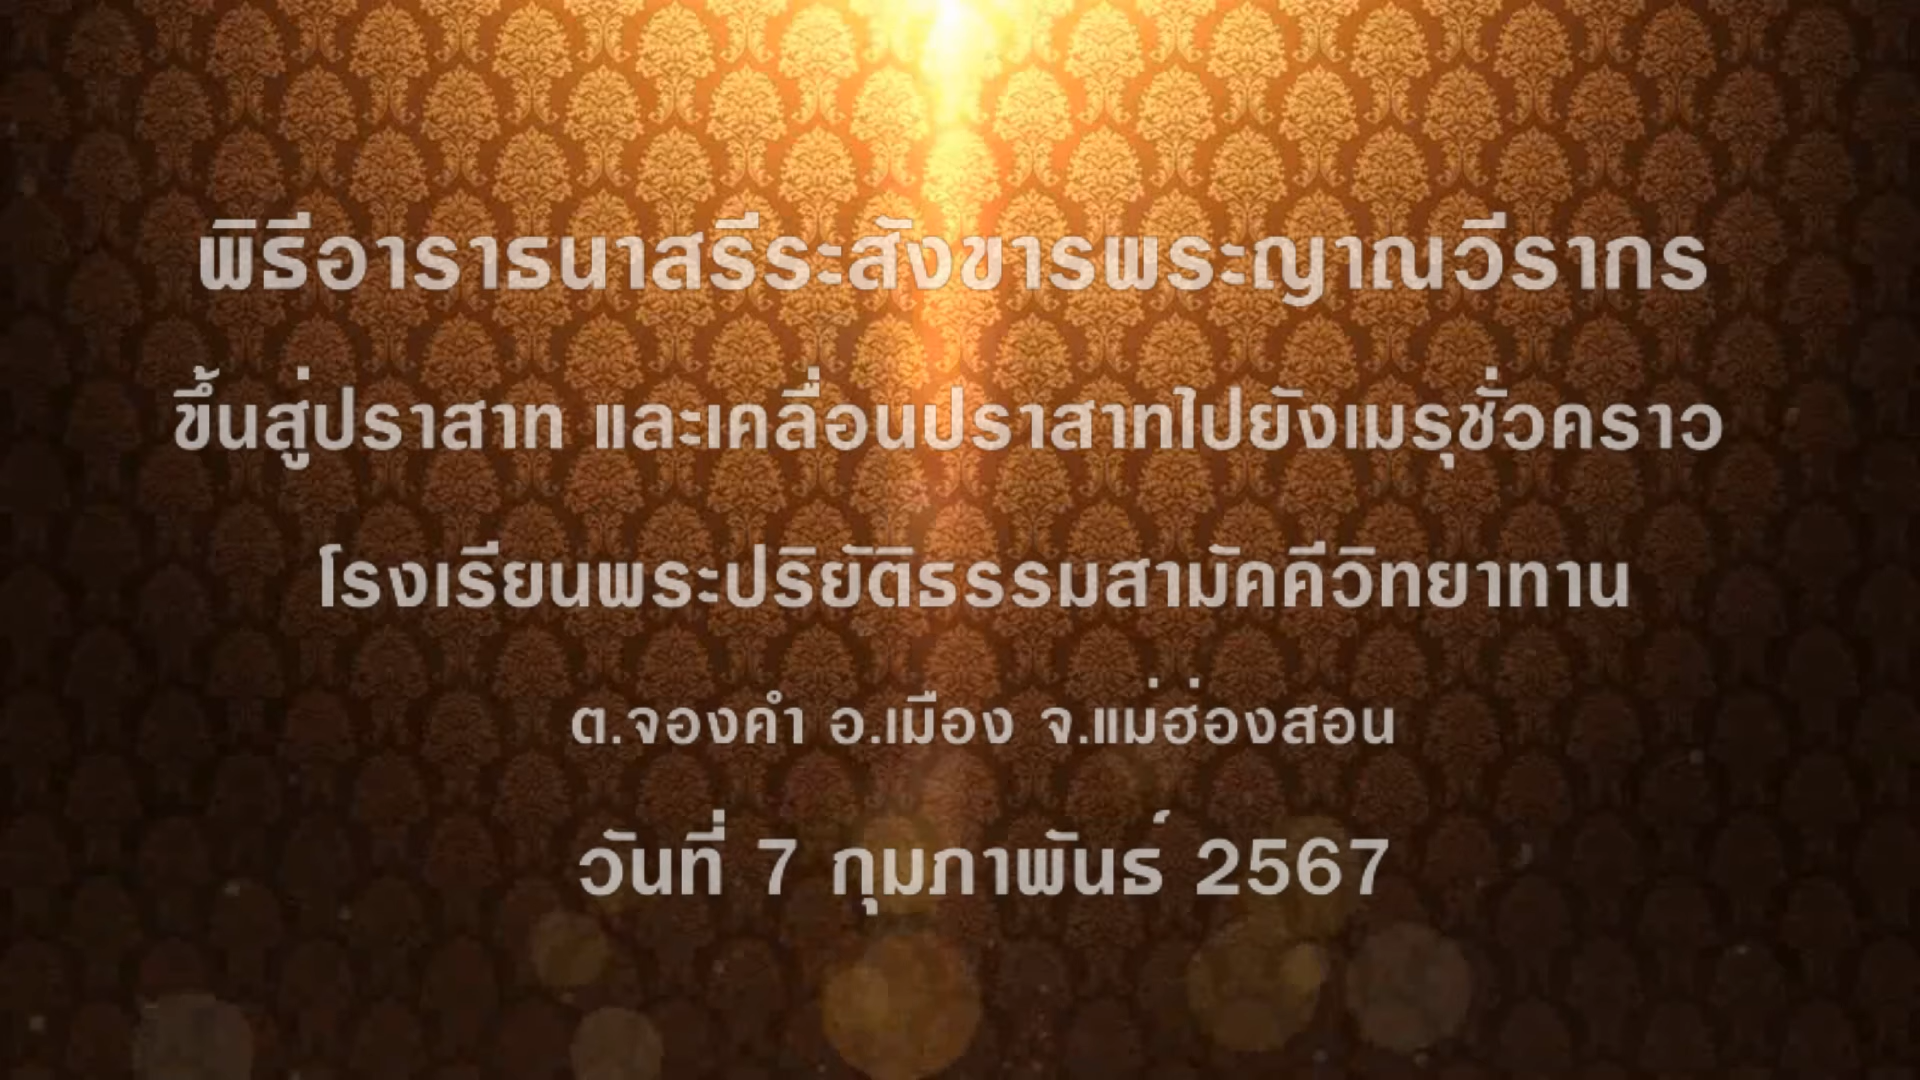 พิธีอาราธนาสรีระสังขารพระญาณวีรากร
ขึ้นสู่ปราสาท และเคลื่อนปราสาทไปยังเมรุชั่วคราว
โรงเรียนพระปริยัติธรรมสามัคคีวิทยาทาน
ต.จองคำ อ.เมือง จ.แม่ฮ่องสอน
วันที่ 7 กุมภาพันธ์ 2567